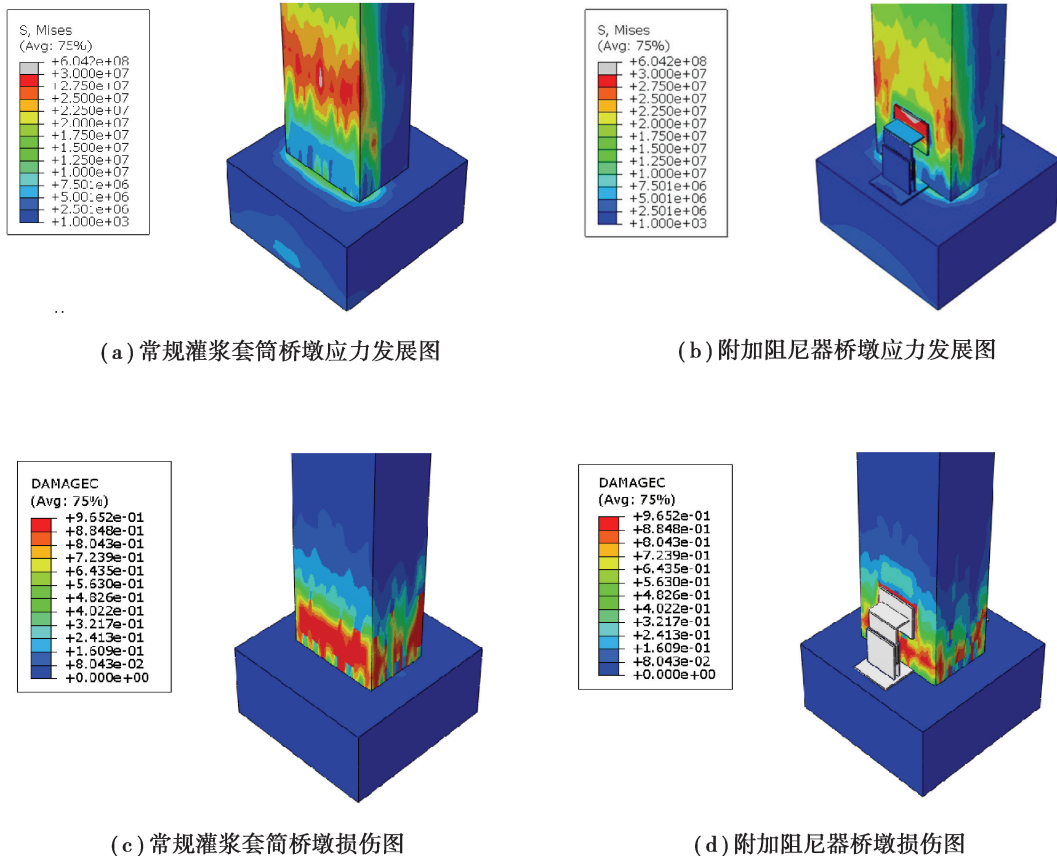 S, Mises
(Avg: 75%)
+6.042e+08
+3.000e+07
+2.750e+07
+2.500e+07
+2.250e+07
+2.000e+07
+1.750e+07
+1.500e+07
+1.250e+07
+1.000e+07
+7.501e+06
+5.001e+06
+2.501e+06
+1.000e+03
S, Mises
(Avg: 75%)
+6.042e+08
+3.000e+07
+2.750e+07
+2.500e+07
+2.250e+07
+2.000e+07
+1.750e+07
+1.500e+07
+1.250e+07
+1.000e+07
+7.501e+06
+5.001e+06
+2.501e+06
+1.000e+03
(a)常规灌浆套筒桥墩应力发展图
(b)附加阻尼器桥墩应力发展图
DAMAGEC
(Avg: 75%)
+9.652e-01
+8.848e-01
+8.043e-01
+7.239e-01
+6.435e-01
+5.630e-01
+4.826e-01
+4.022e-01
+3.217e-01
+2.413e-01
+1.609e-01
+8.043e-02
+0.000e+00
DAMAGEC
(Avg: 75%)
+9.652e-01
+8.848e-01
+8.043e-01
+7.239e-01
+6.435e-01
+5.630e-01
+4.826e-01
+4.022e-01
+3.217e-01
+2.413e-01
+1.609e-01
+8.043e-02
+0.000e+00
(c)常规灌浆套筒桥墩损伤图
(d)附加阻尼器桥墩损伤图